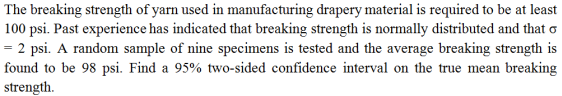 The breaking strength of yarn used in manufacturing drapery material is required to be at least
100 psi. Past experience has indicated that breaking strength is normally distributed and that σ
= 2 psi. A random sample of nine specimens is tested and the average breaking strength is
found to be 98 psi. Find a 95% two-sided confidence interval on the true mean breaking
strength.